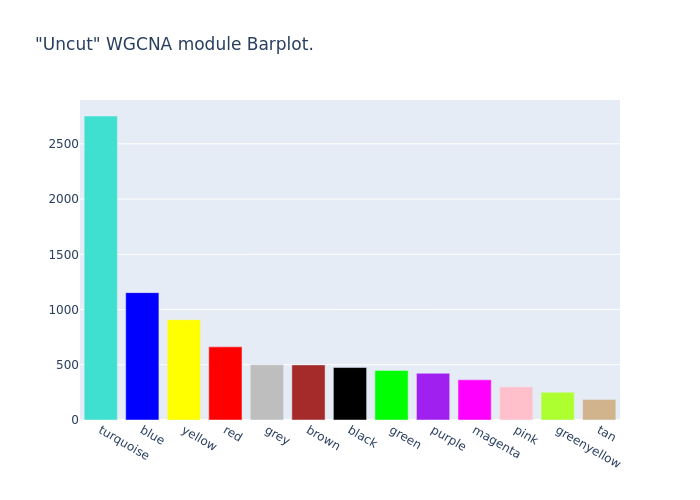 "Uncut" WGCNA module Barplot.
2500
2000
1500
1000
500
0
turquoise
blue
yellow
red
grey
brown
black
green
purple
magenta
pink
greenyellow
tan